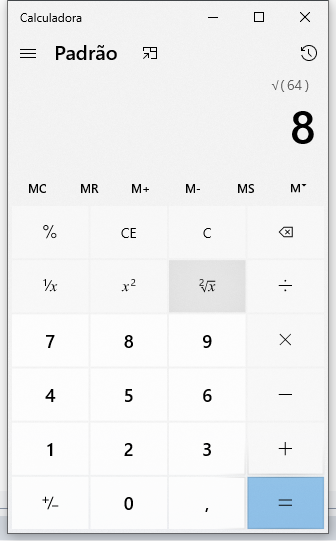 Calculadora
Padrão
√(64)
8
MC MR M+ M- MS M˅
% CE C
¹/x x² ²√x ÷
7 8 9 ×
4 5 6 −
1 2 3 +
+/− 0 , =